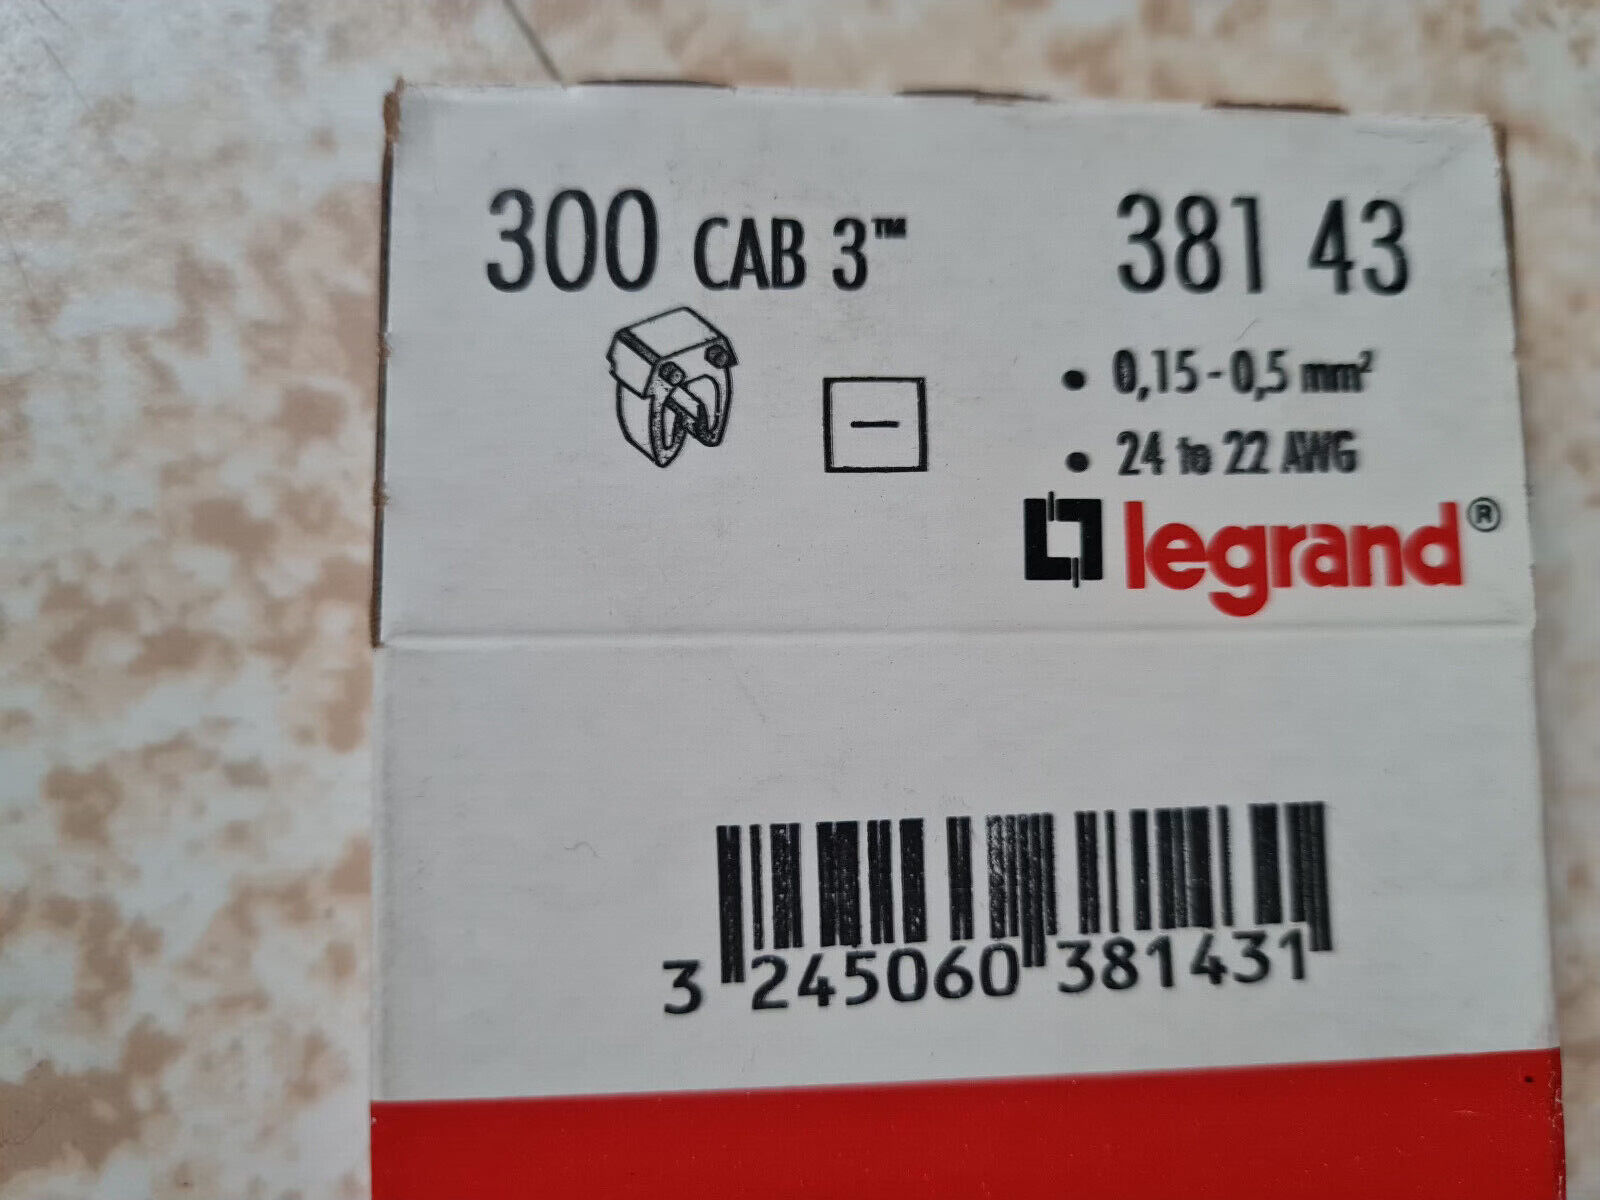 300 CAB 3™ 381 43
• 0,15-0,5 mm²
• 24 to 22 AWG
legrand®
3 245060 381431